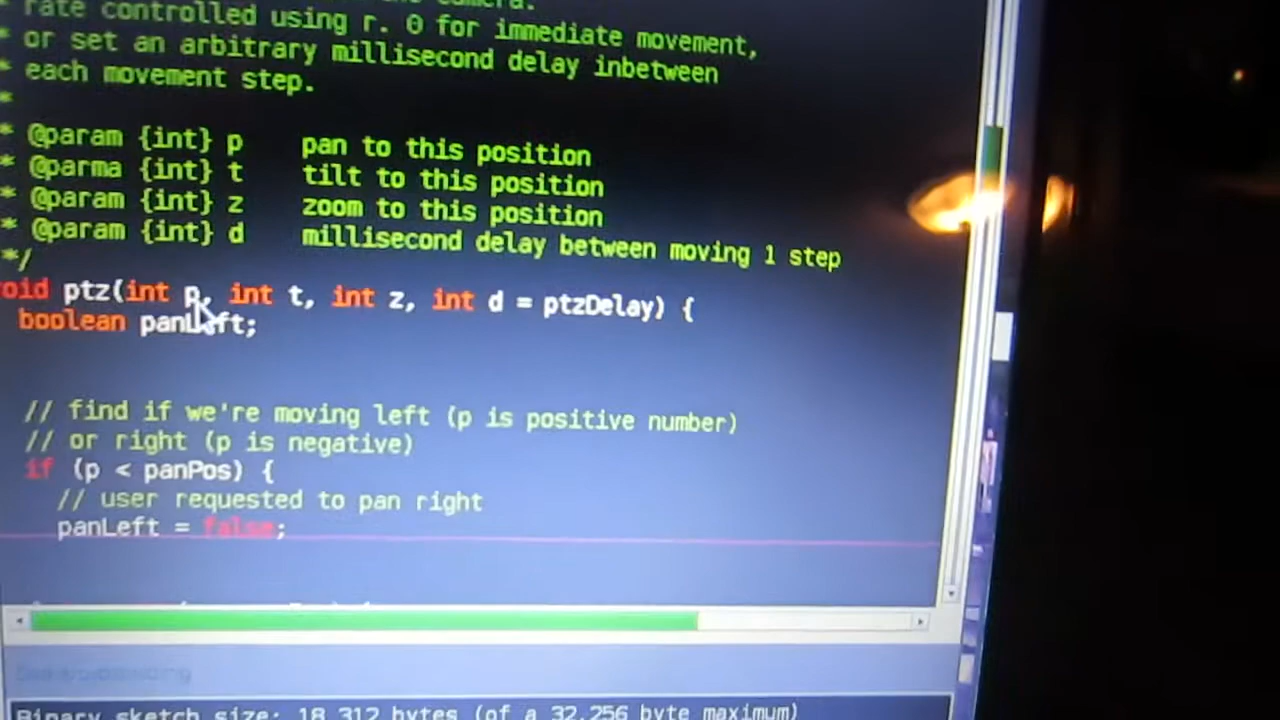 camera.
* rate controlled using r. 0 for immediate movement,
* or set an arbitrary millisecond delay inbetween
* each movement step.
*
* @param {int} p pan to this position
* @parma {int} t tilt to this position
* @param {int} z zoom to this position
* @param {int} d millisecond delay between moving 1 step
*/
oid ptz(int p, int t, int z, int d = ptzDelay) {
boolean panLeft;
// find if we're moving left (p is positive number)
// or right (p is negative)
if (p < panPos) {
// user requested to pan right
panLeft = false;
Binary sketch size: 18,312 bytes (of a 32,256 byte maximum)